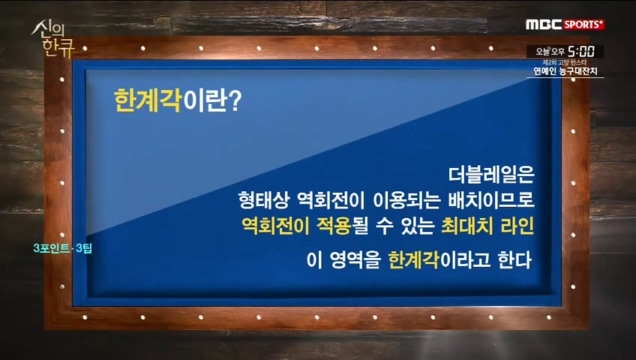 신의
한큐
MBC SPORTS+
오늘 오후 5:00
제2회 고양 윈스타
연예인 농구대잔치
한계각이란?
더블레일은
형태상 역회전이 이용되는 배치이므로
역회전이 적용될 수 있는 최대치 라인
3포인트·3팁
이 영역을 한계각이라고 한다